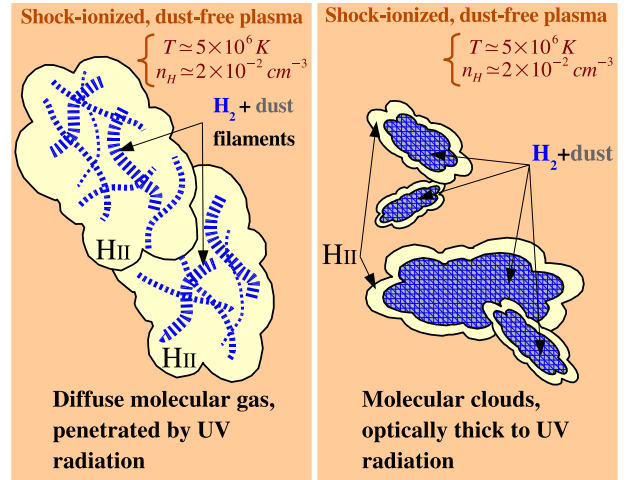 Shock-ionized, dust-free plasma
T ≃ 5×10⁶ K
n_H ≃ 2×10⁻² cm⁻³
H₂ + dust
filaments
HII
HII
Diffuse molecular gas,
penetrated by UV
radiation
Shock-ionized, dust-free plasma
T ≃ 5×10⁶ K
n_H ≃ 2×10⁻² cm⁻³
H₂+dust
HII
Molecular clouds,
optically thick to UV
radiation